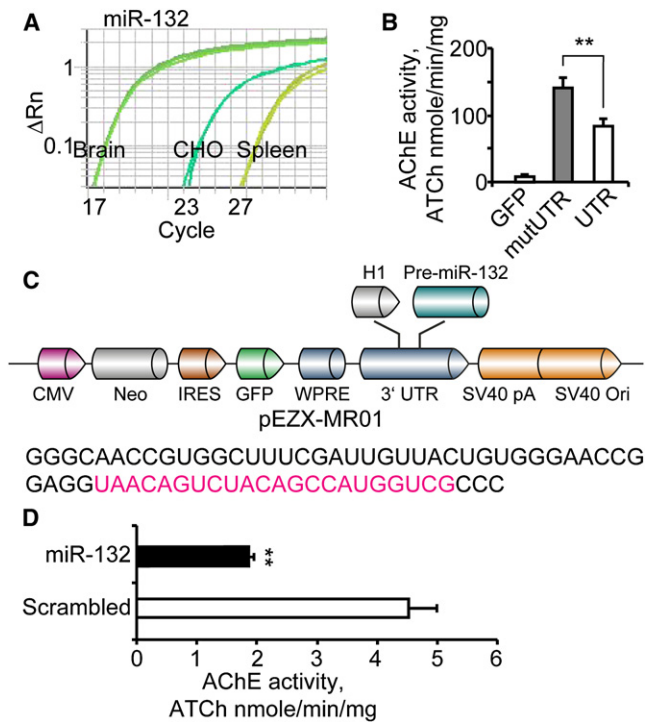 A
miR-132
ΔRn
1
0.1
Brain
CHO
Spleen
17
23
27
Cycle
B
AChE activity,
ATCh nmole/min/mg
200
100
0
**
GFP
mutUTR
UTR
C
H1
Pre-miR-132
CMV
Neo
IRES
GFP
WPRE
3‘ UTR
SV40 pA
SV40 Ori
pEZX-MR01
GGGCAACCGUGGCUUUCGAUUGUUACUGUGGGAACCG
GAGGUAACAGUCUACAGCCAUGGUCGCCC
D
miR-132
**
Scrambled
0 1 2 3 4 5 6
AChE activity,
ATCh nmole/min/mg